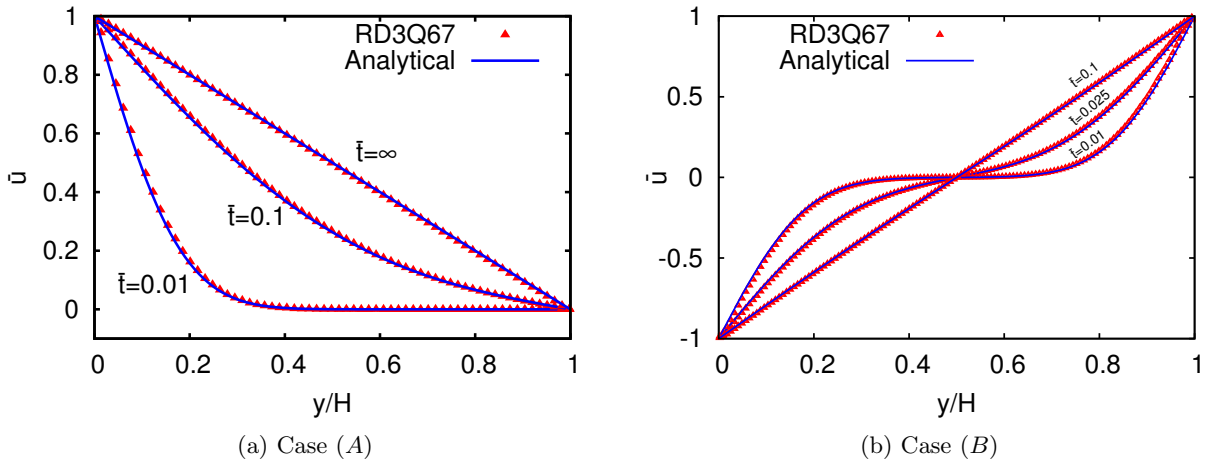 RD3Q67
Analytical
1
0.8
0.6
0.4
0.2
0
ū
t̄=∞
t̄=0.1
t̄=0.01
0 0.2 0.4 0.6 0.8 1
y/H
(a) Case (A)
RD3Q67
Analytical
1
0.5
0
-0.5
-1
ū
t̄=0.1
t̄=0.025
t̄=0.01
0 0.2 0.4 0.6 0.8 1
y/H
(b) Case (B)